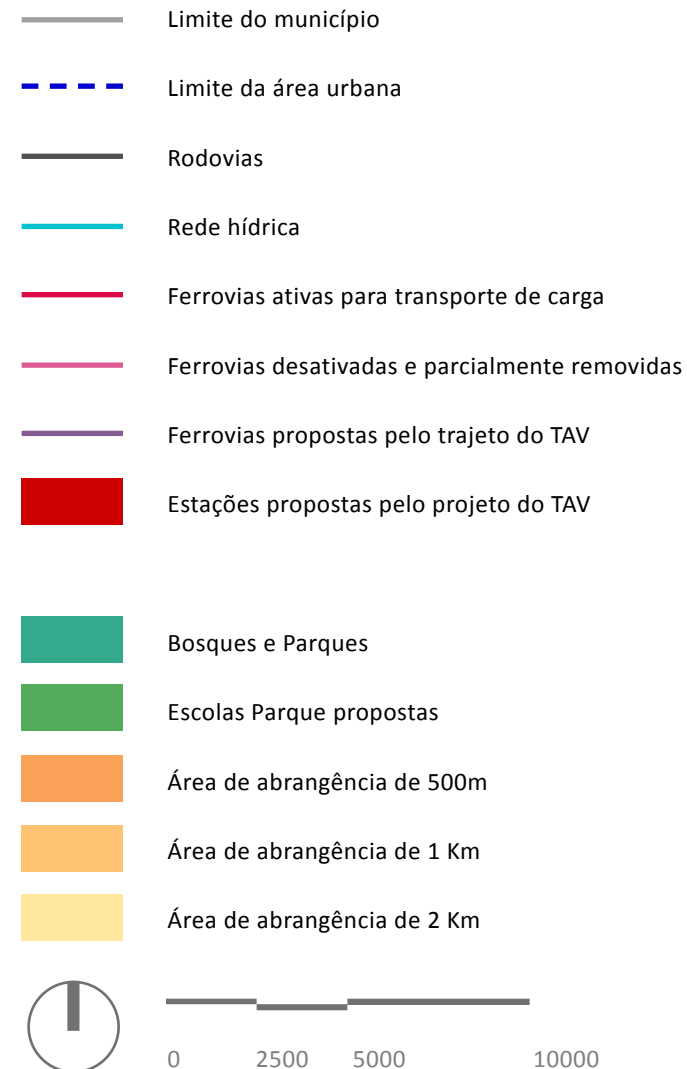 Limite do município
Limite da área urbana
Rodovias
Rede hídrica
Ferrovias ativas para transporte de carga
Ferrovias desativadas e parcialmente removidas
Ferrovias propostas pelo trajeto do TAV
Estações propostas pelo projeto do TAV
Bosques e Parques
Escolas Parque propostas
Área de abrangência de 500m
Área de abrangência de 1 Km
Área de abrangência de 2 Km
0 2500 5000 10000